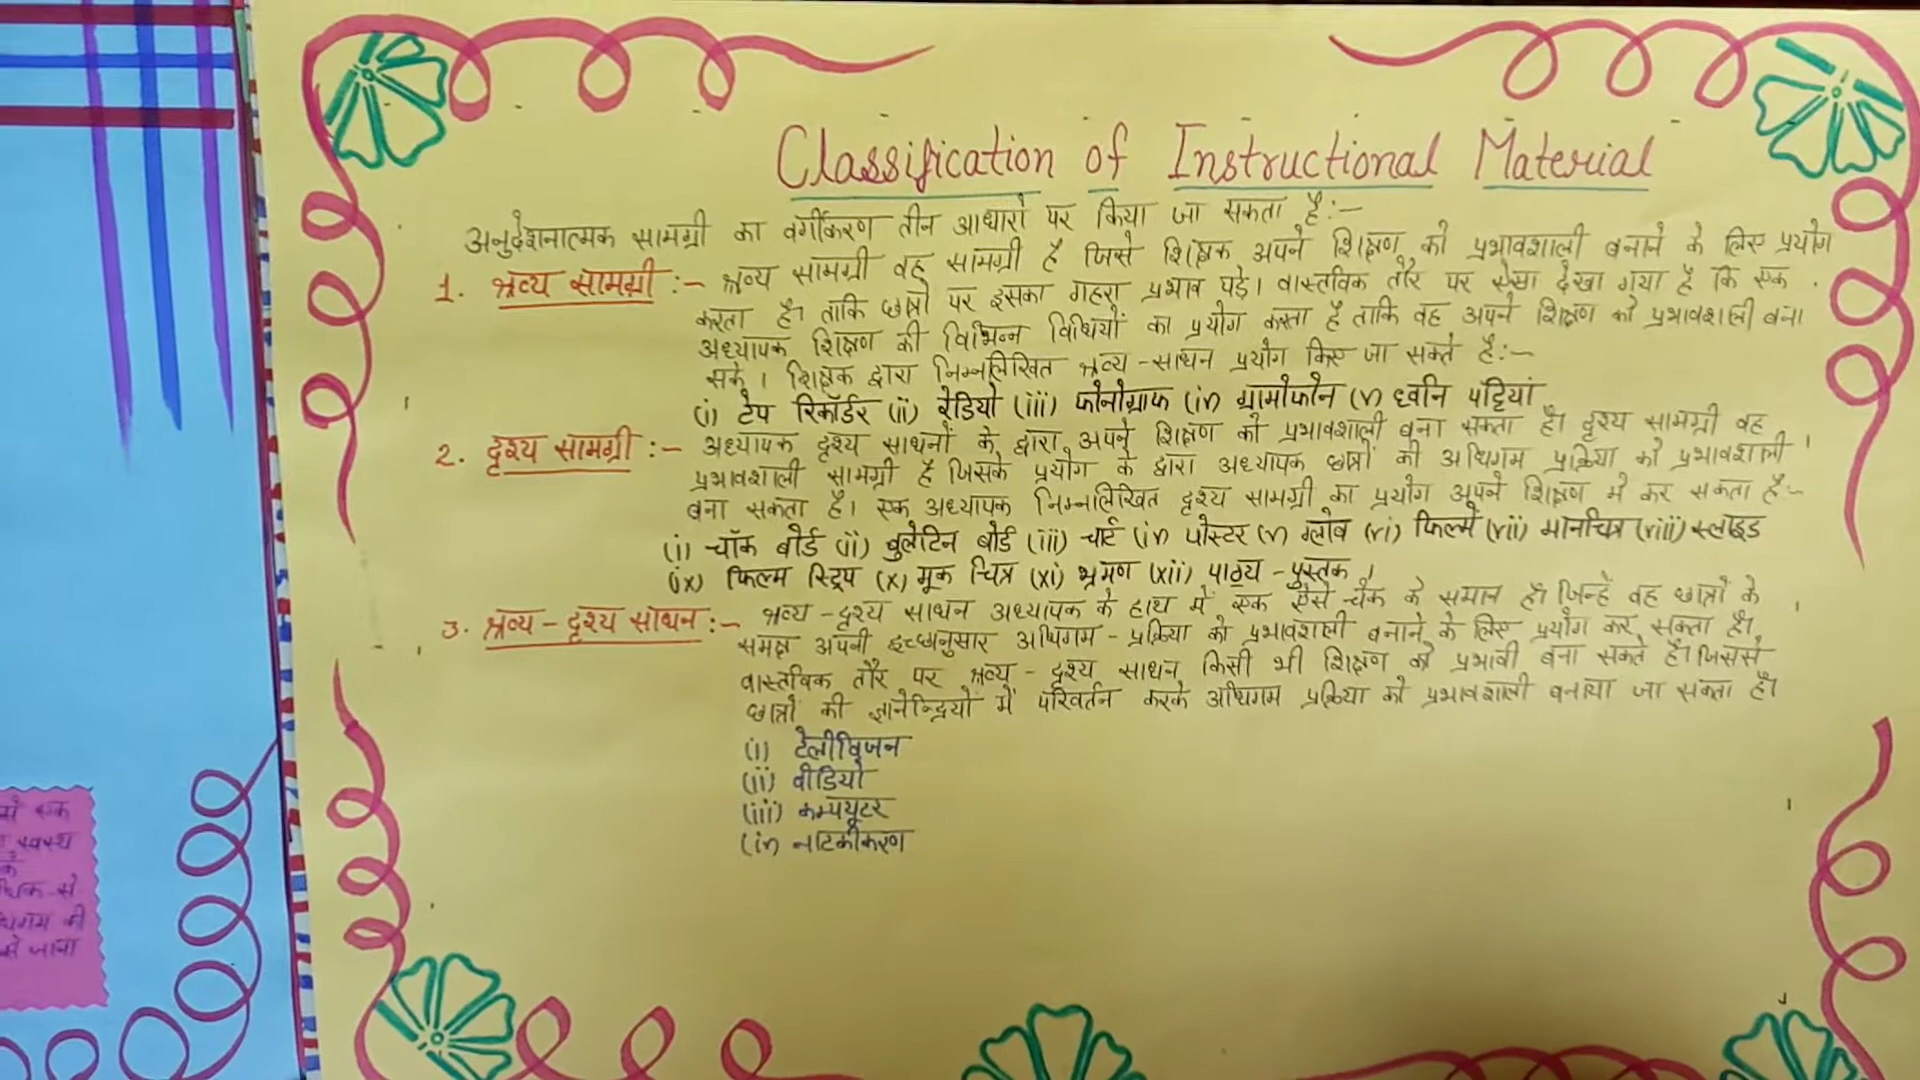 Classification of Instructional Material
अनुदेशनात्मक सामग्री का वर्गीकरण तीन आधारों पर किया जा सकता है:-
1. श्रव्य सामग्री :- श्रव्य सामग्री वह सामग्री है जिसे शिक्षक अपने शिक्षण को प्रभावशाली बनाने के लिए प्रयोग
करता है। ताकि छात्रों पर इसका गहरा प्रभाव पड़े। वास्तविक तौर पर ऐसा देखा गया है कि एक
अध्यापक शिक्षण की विभिन्न विधियों का प्रयोग करता है ताकि वह अपने शिक्षण को प्रभावशाली बना
सके। शिक्षक द्वारा निम्नलिखित श्रव्य-साधन प्रयोग किए जा सकते है:-
(i) टेप रिकॉर्डर (ii) रेडियो (iii) फोनोग्राफ (iv) ग्रामोफोन (v) ध्वनि पट्टियां
2. दृश्य सामग्री :- अध्यापक दृश्य साधनों के द्वारा अपने शिक्षण को प्रभावशाली बना सकता है। दृश्य सामग्री वह
प्रभावशाली सामग्री है जिसके प्रयोग के द्वारा अध्यापक छात्रों की अधिगम प्रक्रिया को प्रभावशाली
बना सकता है। एक अध्यापक निम्नलिखित दृश्य सामग्री का प्रयोग अपने शिक्षण में कर सकता है:-
(i) चॉक बोर्ड (ii) बुलेटिन बोर्ड (iii) चार्ट (iv) पोस्टर (v) ग्लोब (vi) फिल्में (vii) मानचित्र (viii) स्लाइड
(ix) फिल्म स्ट्रिप (x) मूक चित्र (xi) भ्रमण (xii) पाठ्य-पुस्तक।
3. श्रव्य-दृश्य साधन :- श्रव्य-दृश्य साधन अध्यापक के हाथ में एक ऐसे चैक के समान है। जिन्हें वह छात्रों के
समक्ष अपनी इच्छानुसार अधिगम-प्रक्रिया को प्रभावशाली बनाने के लिए प्रयोग कर सकता है।
वास्तविक तौर पर श्रव्य-दृश्य साधन किसी भी शिक्षण को प्रभावी बना सकते है। जिससे
छात्रों की ज्ञानेन्द्रियों में परिवर्तन करके अधिगम प्रक्रिया को प्रभावशाली बनाया जा सकता है।
(i) टेलीविजन
(ii) वीडियो
(iii) कम्पयूटर
(iv) नाटकीकरण
एक
स्वस्थ
के
से
की
जाना